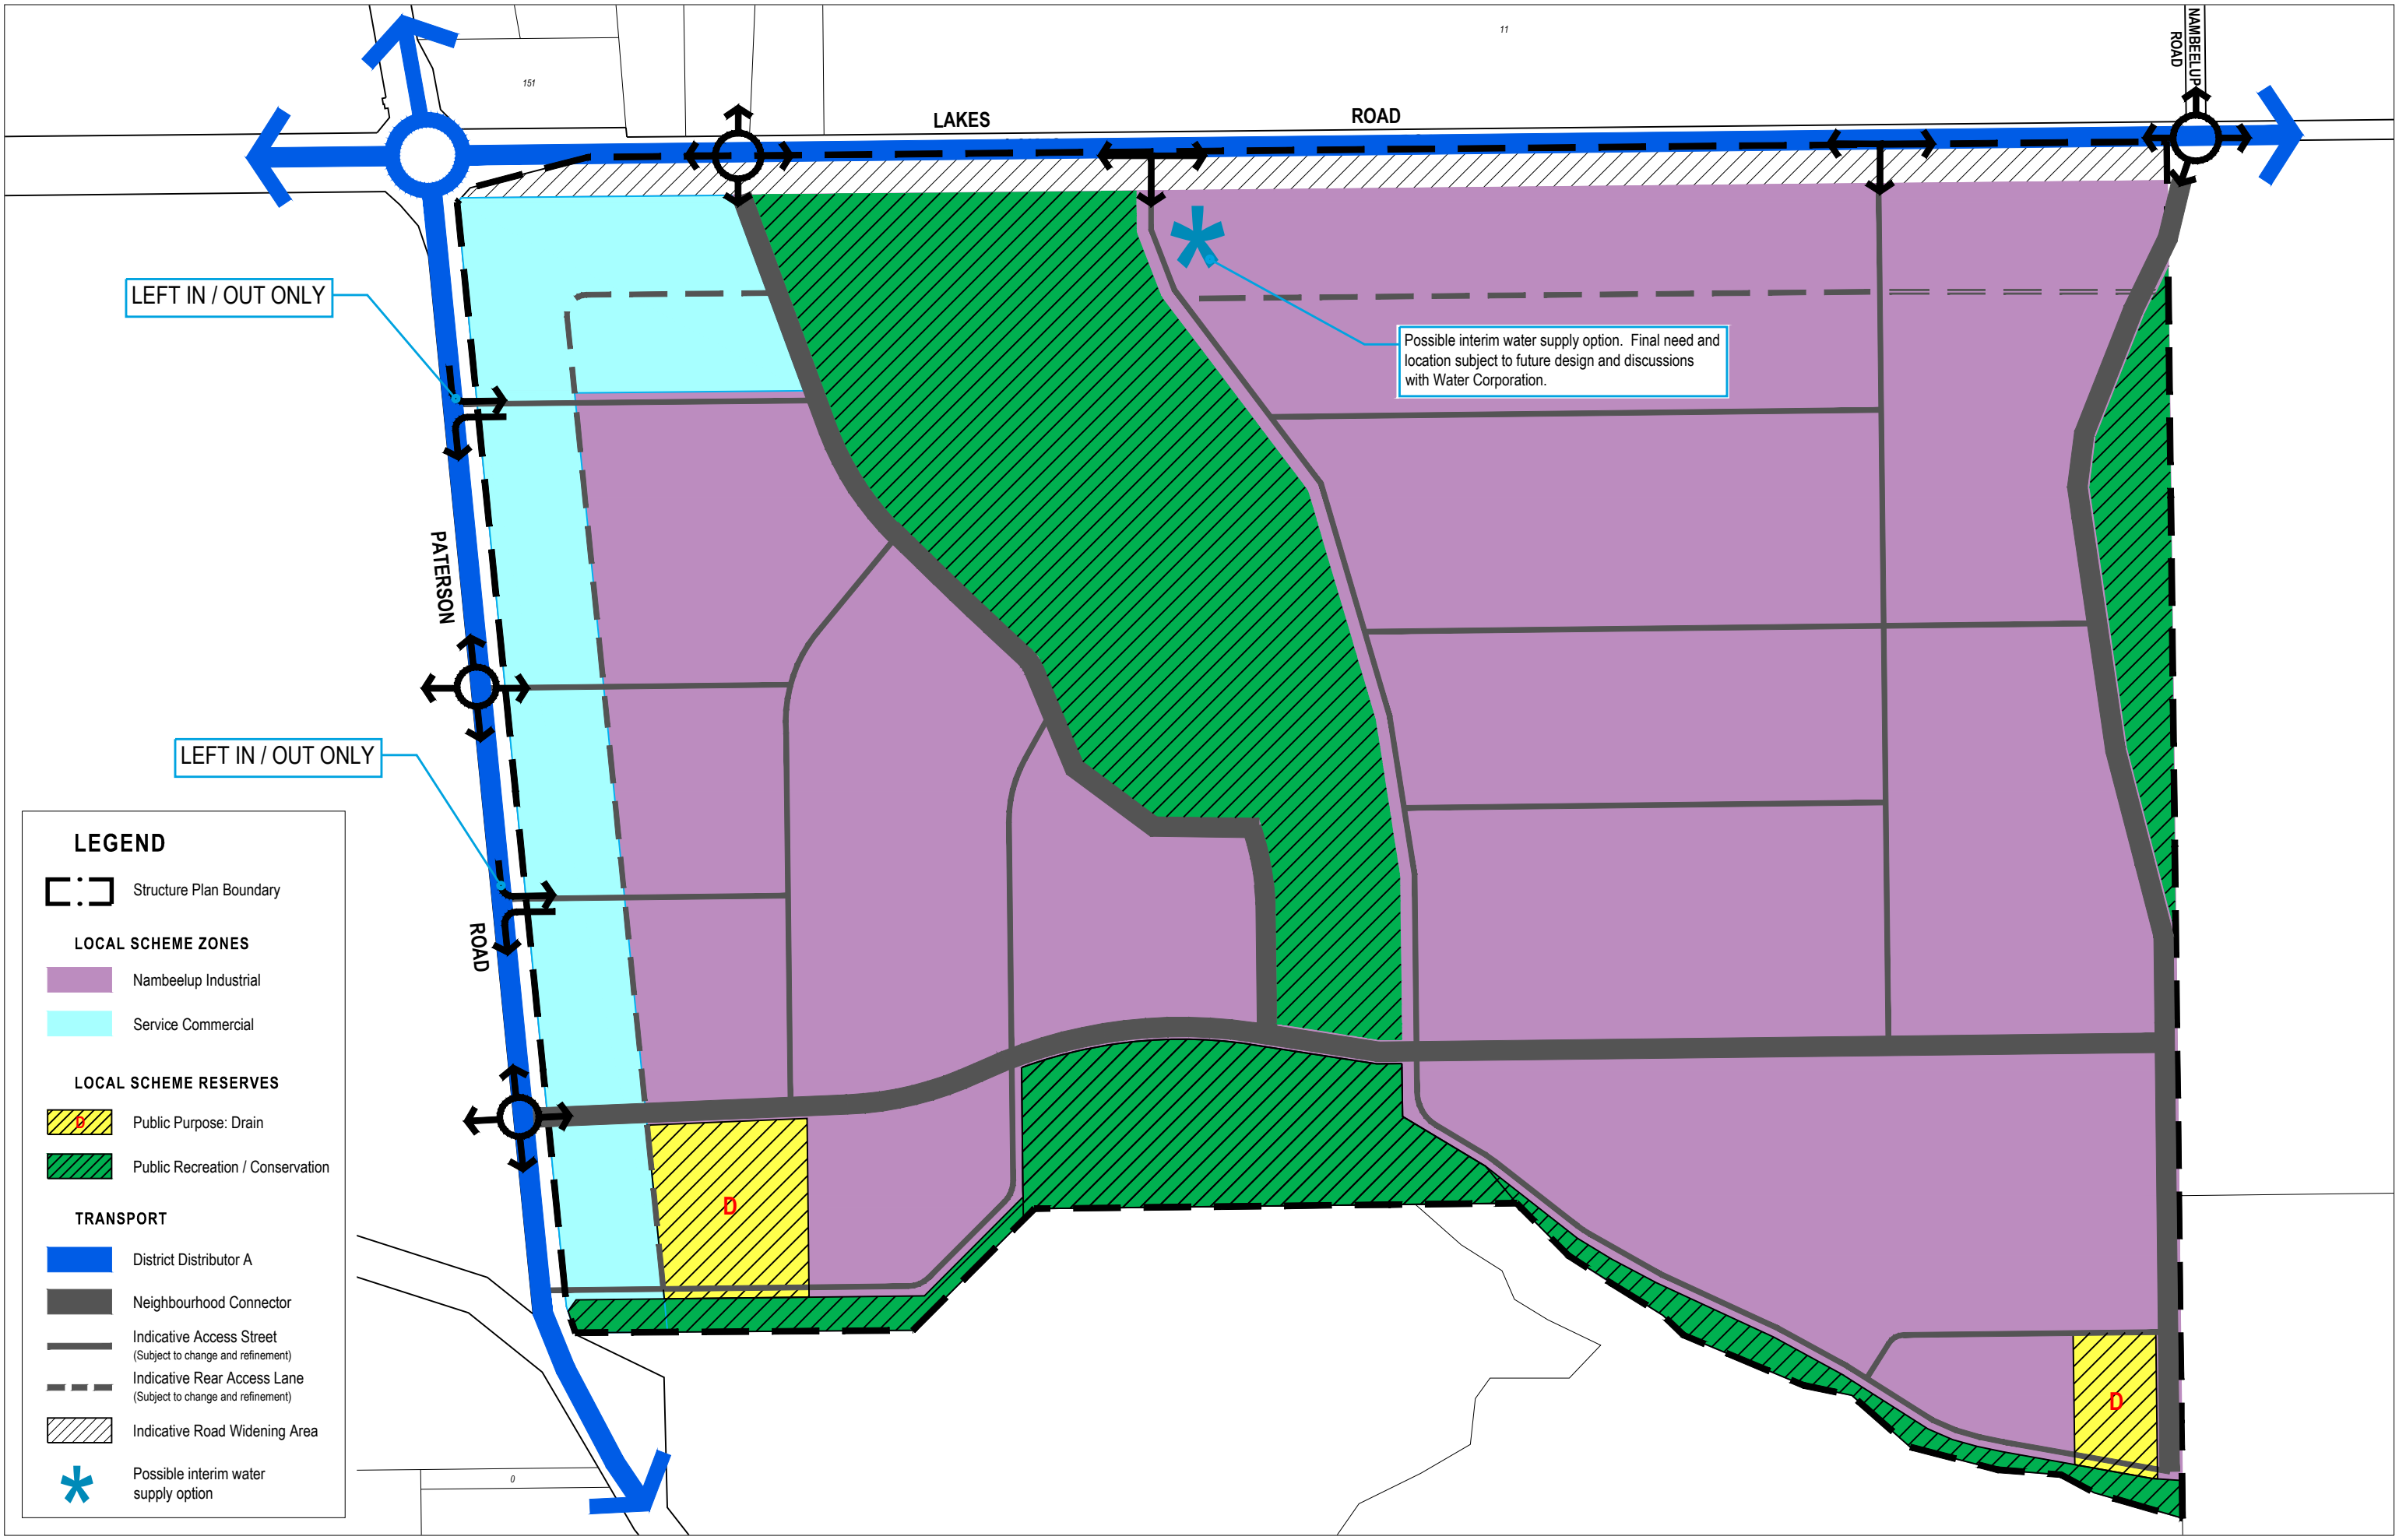 11
NAMBEELUP
ROAD
151
LAKES
ROAD
LEFT IN / OUT ONLY
Possible interim water supply option. Final need and
location subject to future design and discussions
with Water Corporation.
PATERSON
LEFT IN / OUT ONLY
ROAD
LEGEND
Structure Plan Boundary
LOCAL SCHEME ZONES
Nambeelup Industrial
Service Commercial
LOCAL SCHEME RESERVES
D
Public Purpose: Drain
Public Recreation / Conservation
TRANSPORT
District Distributor A
Neighbourhood Connector
Indicative Access Street
(Subject to change and refinement)
Indicative Rear Access Lane
(Subject to change and refinement)
Indicative Road Widening Area
Possible interim water
supply option
D
D
0